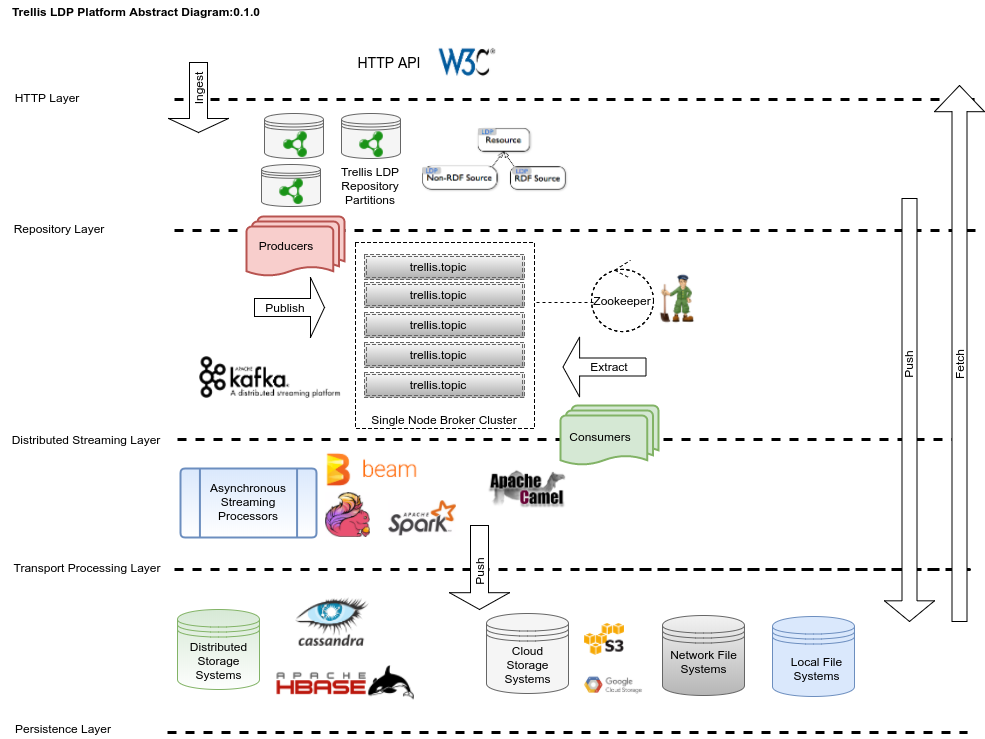 Trellis LDP Platform Abstract Diagram:0.1.0
HTTP API
W3C®
Ingest
HTTP Layer
Trellis LDP
Repository
Partitions
LDP
Resource
LDP
Non-RDF Source
LDP
RDF Source
Repository Layer
Producers
trellis.topic
trellis.topic
trellis.topic
trellis.topic
trellis.topic
Single Node Broker Cluster
Zookeeper
Publish
Extract
APACHE
kafka
A distributed streaming platform
Consumers
Push
Fetch
Distributed Streaming Layer
Asynchronous
Streaming
Processors
beam
APACHE
Spark
Apache
Camel
Push
Transport Processing Layer
Distributed
Storage
Systems
cassandra
APACHE
HBASE
Cloud
Storage
Systems
S3
Google
Cloud Storage
Network File
Systems
Local File
Systems
Persistence Layer